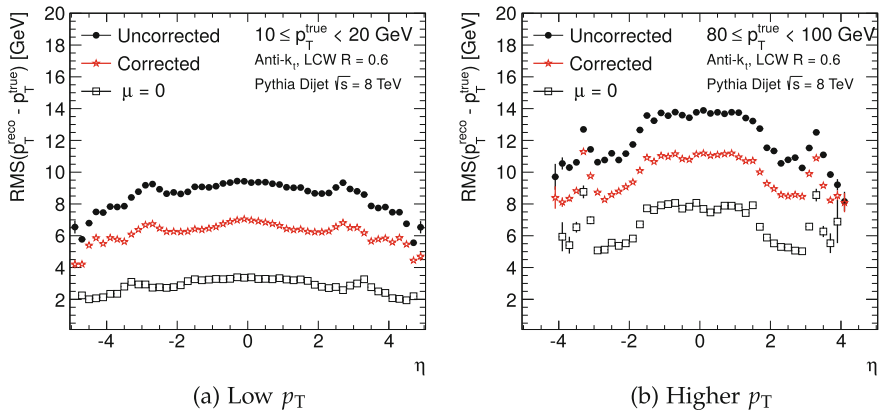 RMS(p_T^reco - p_T^true) [GeV]
20
18
16
14
12
10
8
6
4
2
Uncorrected
Corrected
μ = 0
10 ≤ p_T^true < 20 GeV
Anti-k_t, LCW R = 0.6
Pythia Dijet √s = 8 TeV
-4 -2 0 2 4
η
(a) Low p_T
RMS(p_T^reco - p_T^true) [GeV]
20
18
16
14
12
10
8
6
4
2
Uncorrected
Corrected
μ = 0
80 ≤ p_T^true < 100 GeV
Anti-k_t, LCW R = 0.6
Pythia Dijet √s = 8 TeV
-4 -2 0 2 4
η
(b) Higher p_T